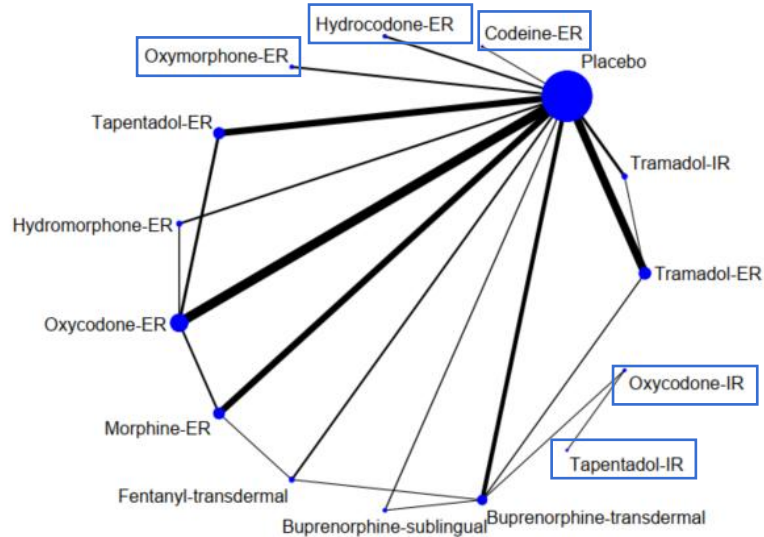 Hydrocodone-ER
Codeine-ER
Oxymorphone-ER
Placebo
Tapentadol-ER
Tramadol-IR
Hydromorphone-ER
Tramadol-ER
Oxycodone-ER
Oxycodone-IR
Morphine-ER
Tapentadol-IR
Fentanyl-transdermal
Buprenorphine-sublingual
Buprenorphine-transdermal